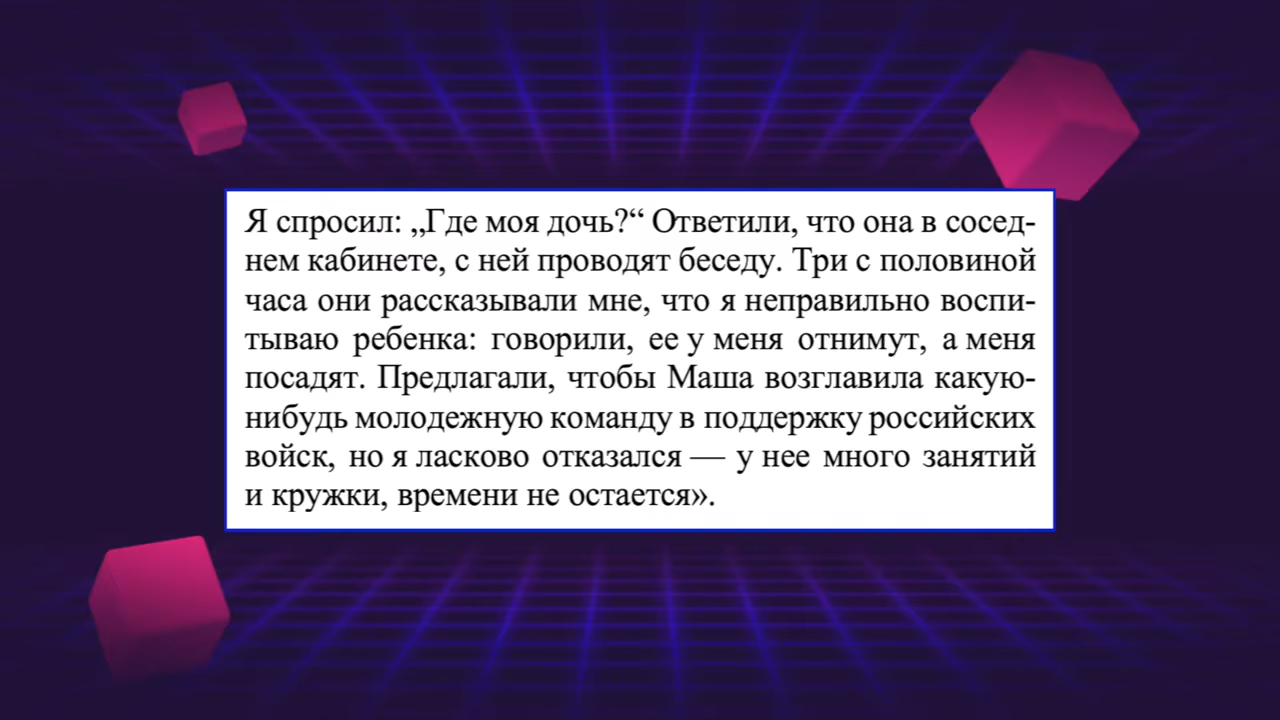 Я спросил: „Где моя дочь?“ Ответили, что она в сосед-
нем кабинете, с ней проводят беседу. Три с половиной
часа они рассказывали мне, что я неправильно воспи-
тываю ребенка: говорили, ее у меня отнимут, а меня
посадят. Предлагали, чтобы Маша возглавила какую-
нибудь молодежную команду в поддержку российских
войск, но я ласково отказался — у нее много занятий
и кружки, времени не остается».